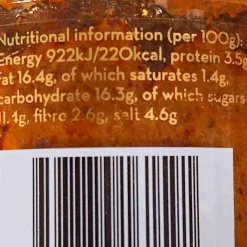 Nutritional information (per 100g):
Energy 922kJ/220kcal, protein 3.5g
fat 16.4g, of which saturates 1.4g,
carbohydrate 16.3g, of which sugars
11.4g, fibre 2.6g, salt 4.6g